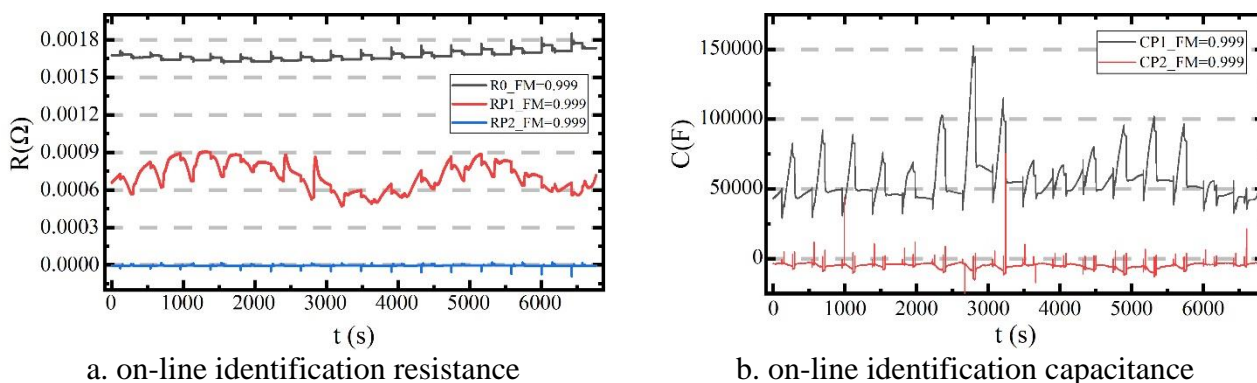 0.0018
0.0015
0.0012
0.0009
0.0006
0.0003
0.0000
R(Ω)
R0_FM=0.999
RP1_FM=0.999
RP2_FM=0.999
0 1000 2000 3000 4000 5000 6000
t (s)
a. on-line identification resistance
150000
100000
50000
0
C(F)
CP1_FM=0.999
CP2_FM=0.999
0 1000 2000 3000 4000 5000 6000
t (s)
b. on-line identification capacitance